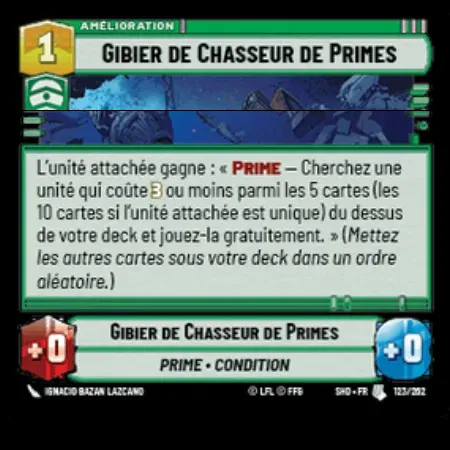 AMÉLIORATION
1
GIBIER DE CHASSEUR DE PRIMES
L'unité attachée gagne : « PRIME — Cherchez une
unité qui coûte 3 ou moins parmi les 5 cartes (les
10 cartes si l'unité attachée est unique) du dessus
de votre deck et jouez-la gratuitement. » (Mettez
les autres cartes sous votre deck dans un ordre
aléatoire.)
+0
GIBIER DE CHASSEUR DE PRIMES
+0
PRIME • CONDITION
IGNACIO BAZAN LAZCANO
© LFL ℗ FFG
SHD • FR
123/262